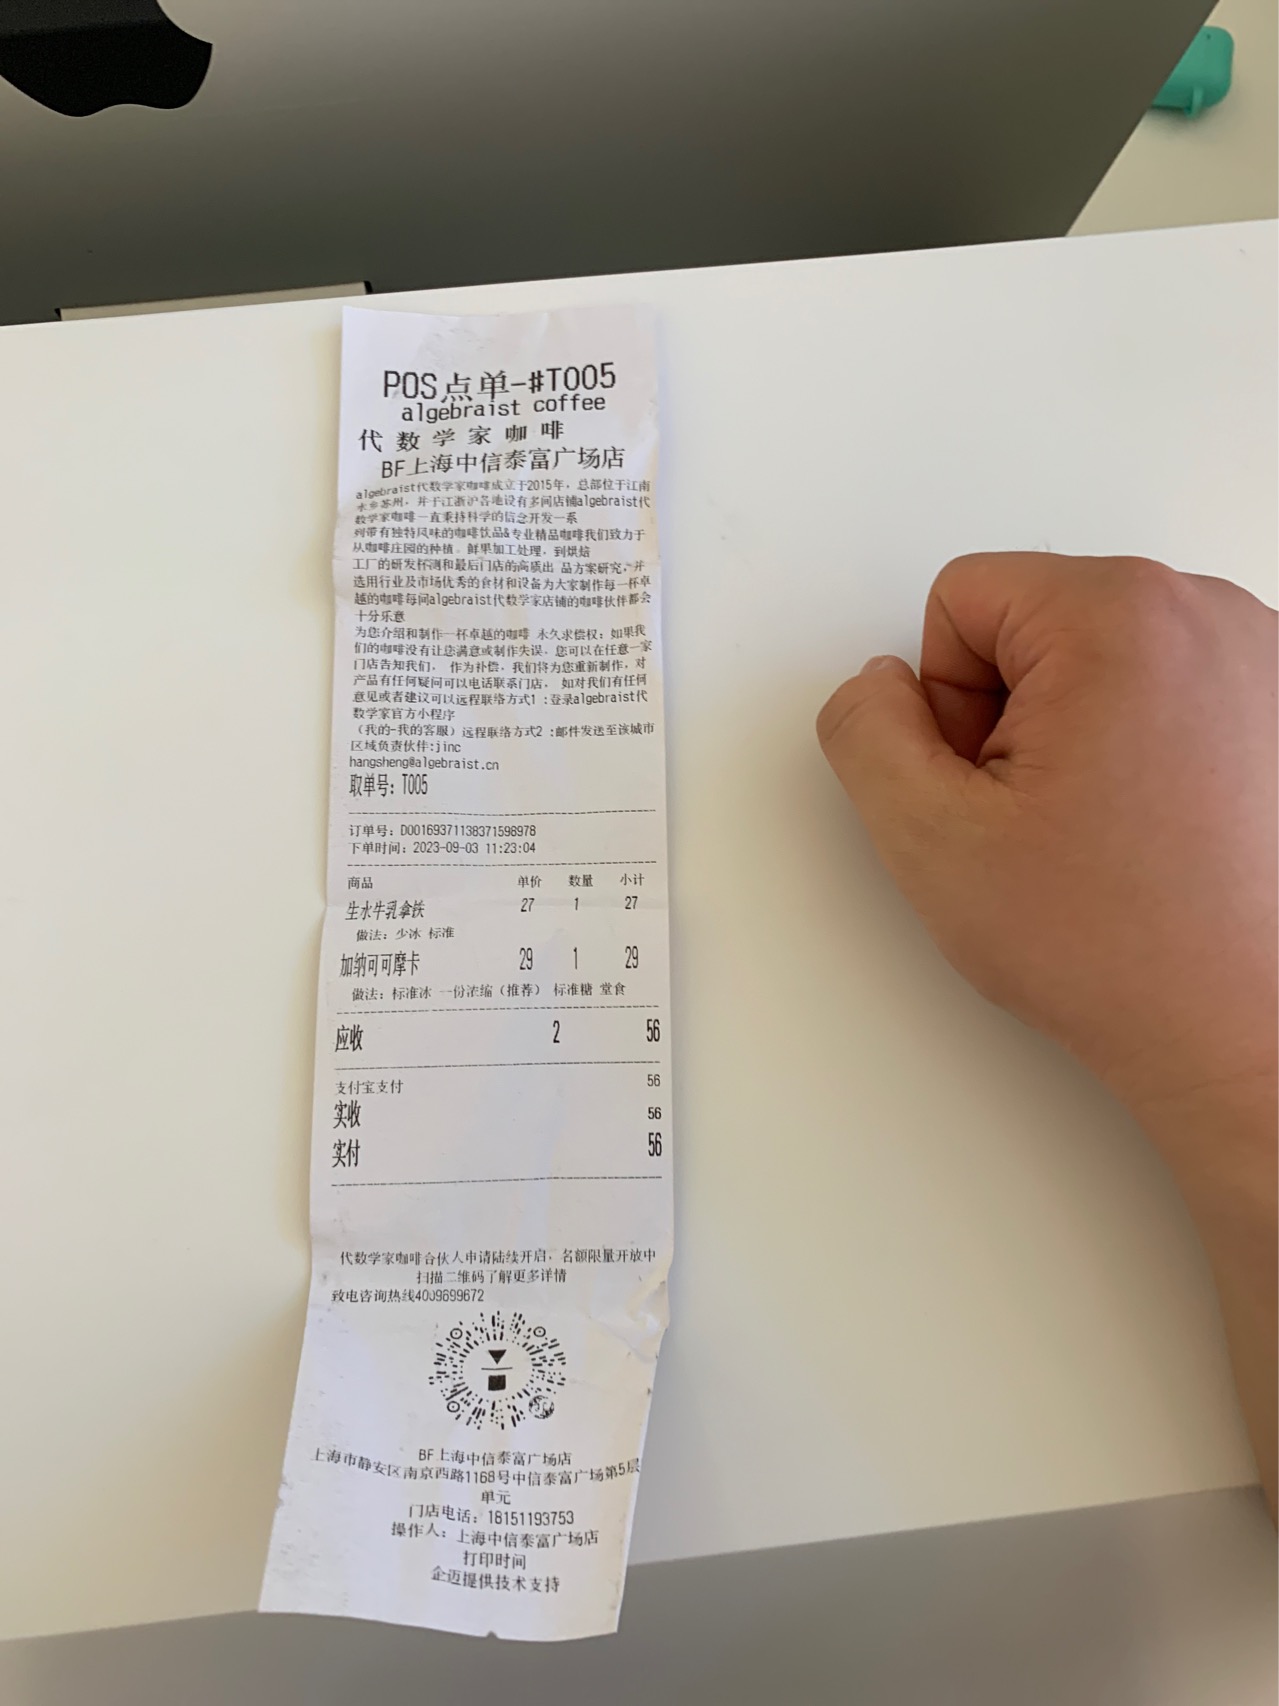 POS点单-#T005
algebraist coffee
代数学家咖啡
BF上海中信泰富广场店
algebraist代数学家咖啡成立于2015年，总部位于江南
水乡苏州，并于江浙沪各地设有多间店铺algebraist代
数学家咖啡一直秉持科学的信念开发一系
列带有独特风味的咖啡饮品&专业精品咖啡我们致力于
从咖啡庄园的种植，鲜果加工处理，到烘焙
工厂的研发杯测和最后门店的高质出 品方案研究，并
选用行业及市场优秀的食材和设备为大家制作每一杯卓
越的咖啡每间algebraist代数学家店铺的咖啡伙伴都会
十分乐意
为您介绍和制作一杯卓越的咖啡 永久求偿权：如果我
们的咖啡没有让您满意或制作失误，您可以在任意一家
门店告知我们， 作为补偿，我们将为您重新制作，对
产品有任何疑问可以电话联系门店， 如对我们有任何
意见或者建议可以远程联络方式1 :登录algebraist代
数学家官方小程序
（我的-我的客服）远程联络方式2 :邮件发送至该城市
区域负责伙伴:jinc
hangsheng@algebraist.cn
取单号: T005
订单号: D00169371138371598978
下单时间: 2023-09-03 11:23:04
商品 单价 数量 小计
生水牛乳拿铁 27 1 27
做法: 少冰 标准
加纳可可摩卡 29 1 29
做法: 标准冰 一份浓缩（推荐） 标准糖 堂食
应收 2 56
支付宝支付 56
实收 56
实付 56
代数学家咖啡合伙人申请陆续开启，名额限量开放中
扫描二维码了解更多详情
致电咨询热线4009699672
BF上海中信泰富广场店
上海市静安区南京西路1168号中信泰富广场第5层
单元
门店电话: 18151193753
操作人: 上海中信泰富广场店
打印时间
企迈提供技术支持